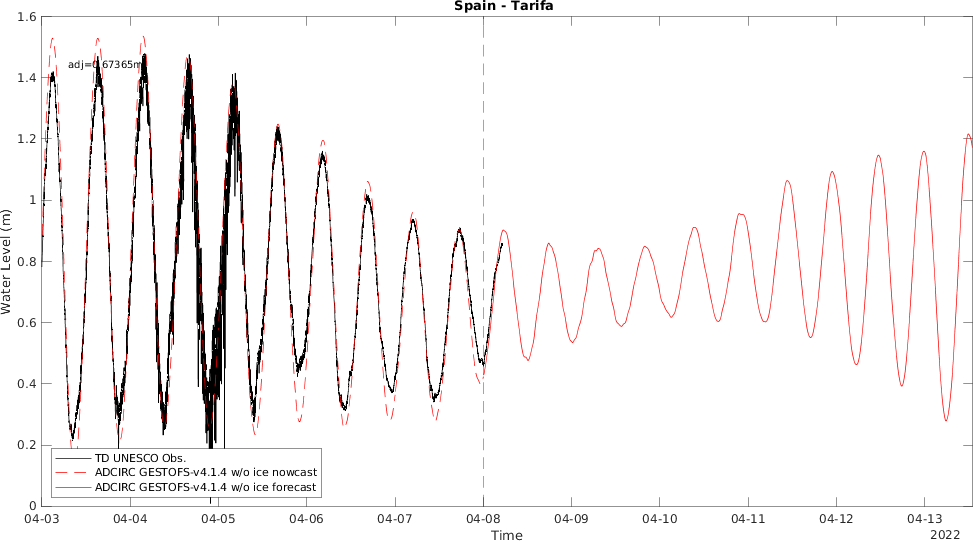 Spain - Tarifa
1.6
1.4
1.2
1
0.8
0.6
0.4
0.2
0
Water Level (m)
adj=0.67365m
TD UNESCO Obs.
ADCIRC GESTOFS-v4.1.4 w/o ice nowcast
ADCIRC GESTOFS-v4.1.4 w/o ice forecast
04-03 04-04 04-05 04-06 04-07 04-08 04-09 04-10 04-11 04-12 04-13
Time
2022